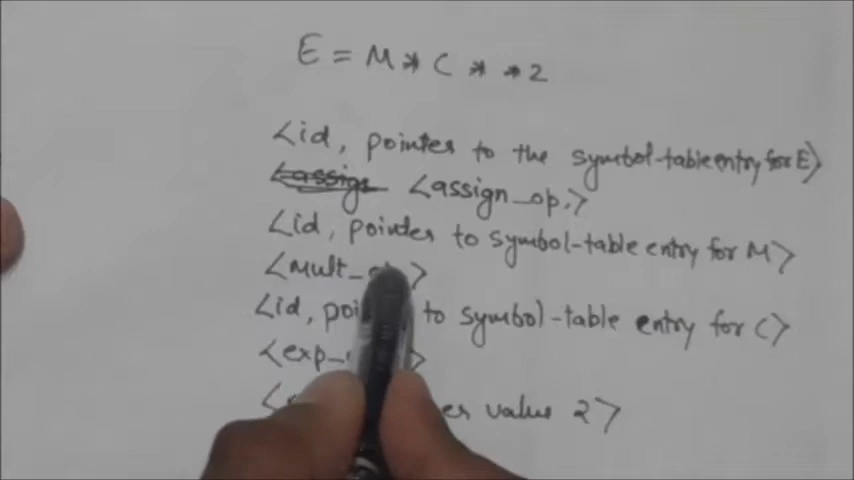 E = M * C * * 2
<id, pointer to the symbol-table entry for E>
<assign_op,>
<id, pointer to symbol-table entry for M>
<mult_
<id, to symbol-table entry for C>
<exp_
value 2>